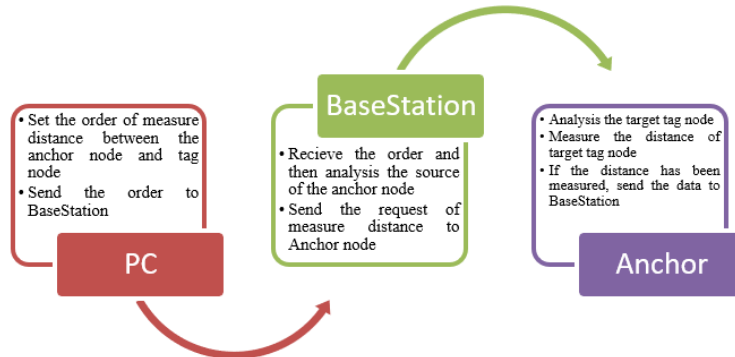 • Set the order of measure
distance between the
anchor node and tag
node
• Send the order to
BaseStation
PC
BaseStation
• Recieve the order and
then analysis the source
of the anchor node
• Send the request of
measure distance to
Anchor node
• Analysis the target tag node
• Measure the distance of
target tag node
• If the distance has been
measured, send the data to
BaseStation
Anchor